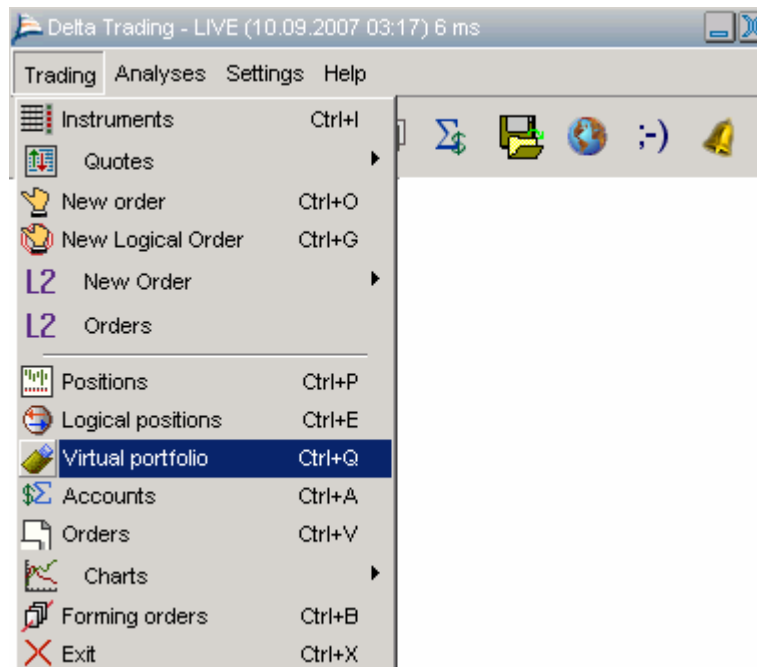 Delta Trading - LIVE (10.09.2007 03:17) 6 ms
Trading Analyses Settings Help
Instruments Ctrl+I
Quotes
New order Ctrl+O
New Logical Order Ctrl+G
L2 New Order
L2 Orders
Positions Ctrl+P
Logical positions Ctrl+E
Virtual portfolio Ctrl+Q
Accounts Ctrl+A
Orders Ctrl+V
Charts
Forming orders Ctrl+B
Exit Ctrl+X
Σ$ ;-)
$Σ